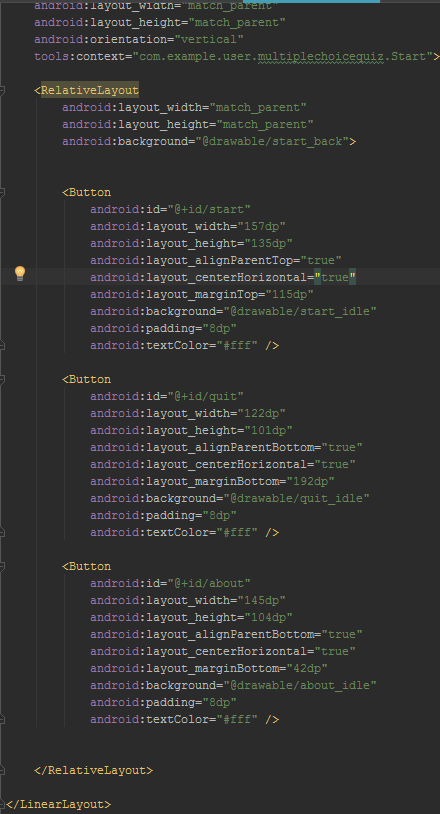 android:layout_width="match_parent"
android:layout_height="match_parent"
android:orientation="vertical"
tools:context="com.example.user.multiplechoicequiz.Start">
<RelativeLayout
android:layout_width="match_parent"
android:layout_height="match_parent"
android:background="@drawable/start_back">
<Button
android:id="@+id/start"
android:layout_width="157dp"
android:layout_height="135dp"
android:layout_alignParentTop="true"
android:layout_centerHorizontal="true"
android:layout_marginTop="115dp"
android:background="@drawable/start_idle"
android:padding="8dp"
android:textColor="#fff" />
<Button
android:id="@+id/quit"
android:layout_width="122dp"
android:layout_height="101dp"
android:layout_alignParentBottom="true"
android:layout_centerHorizontal="true"
android:layout_marginBottom="192dp"
android:background="@drawable/quit_idle"
android:padding="8dp"
android:textColor="#fff" />
<Button
android:id="@+id/about"
android:layout_width="145dp"
android:layout_height="104dp"
android:layout_alignParentBottom="true"
android:layout_centerHorizontal="true"
android:layout_marginBottom="42dp"
android:background="@drawable/about_idle"
android:padding="8dp"
android:textColor="#fff" />
</RelativeLayout>
</LinearLayout>